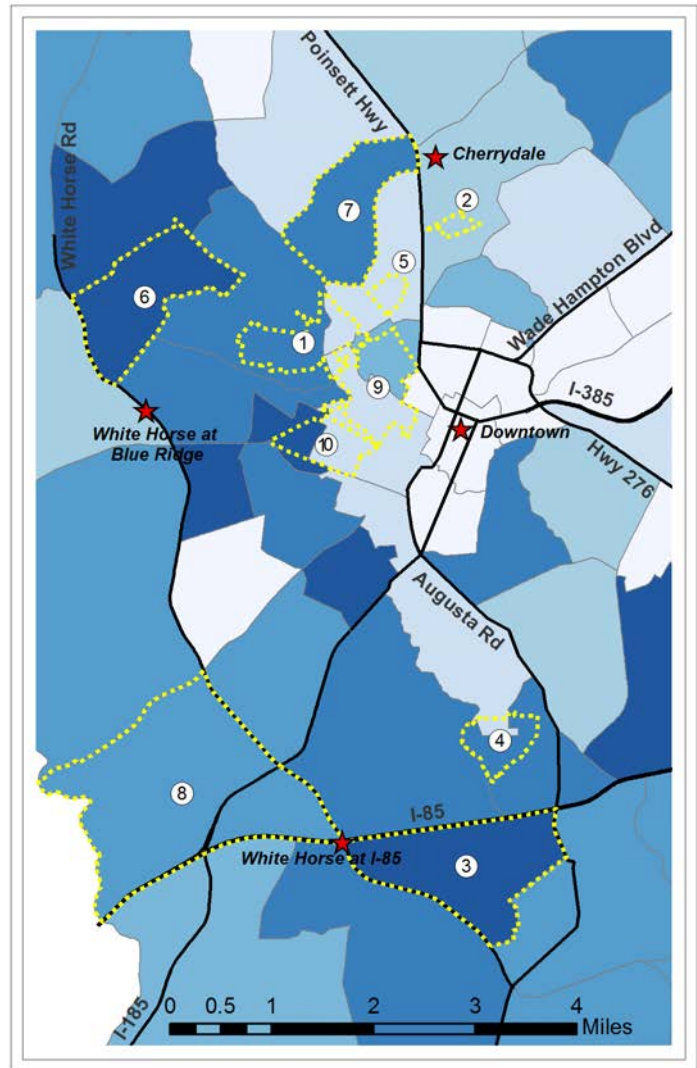 Poinsett Hwy
Cherrydale
White Horse Rd
7
2
Wade Hampton Blvd
5
6
1
I-385
9
White Horse at
Blue Ridge
10
Downtown
Hwy 276
Augusta Rd
4
8
I-85
White Horse at I-85
3
I-185
0 0.5 1 2 3 4
Miles